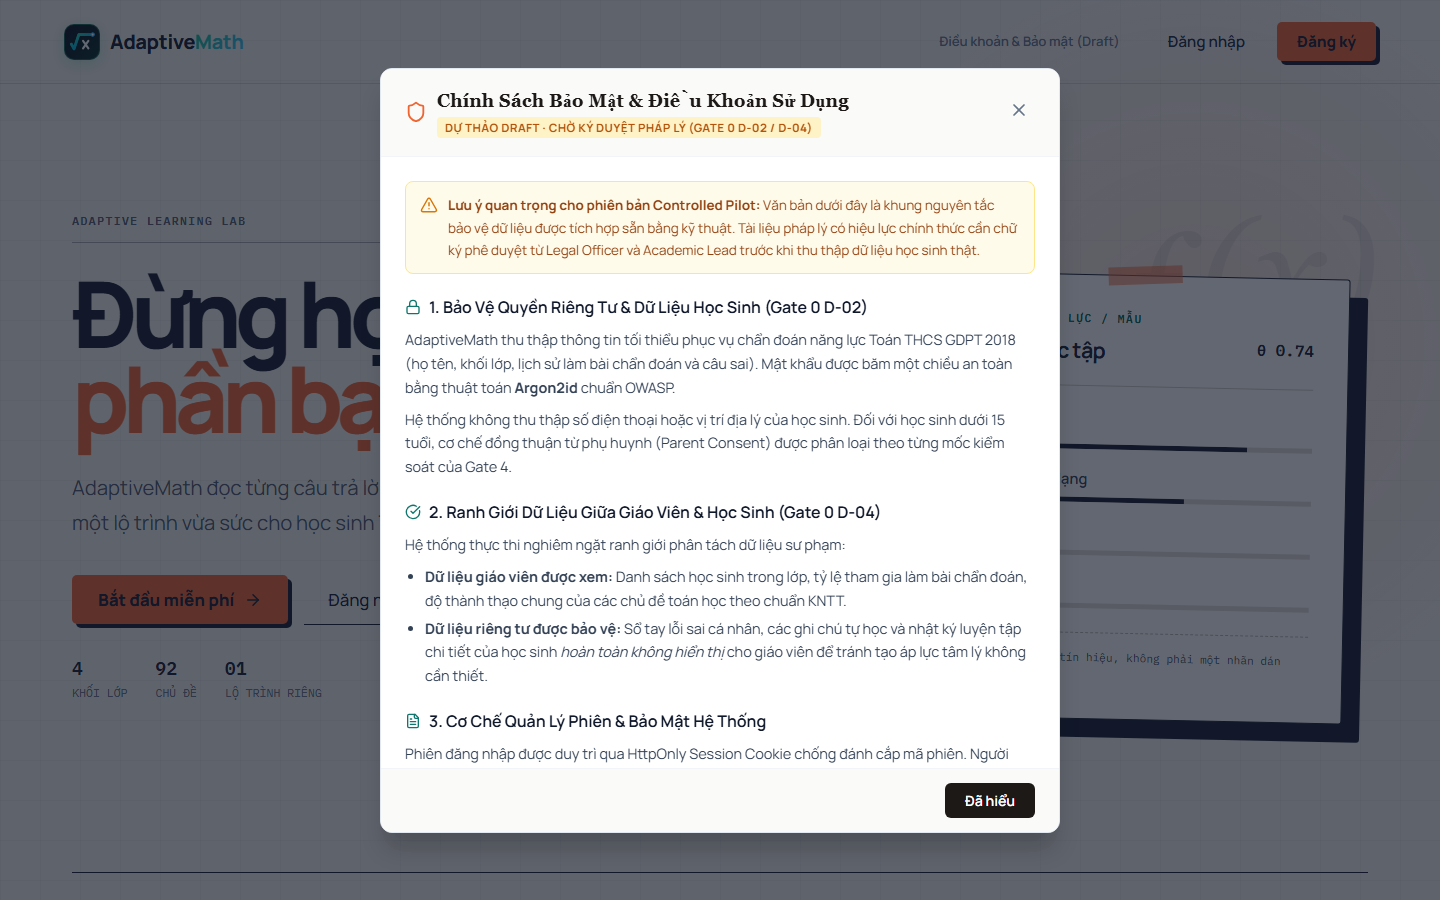 AdaptiveMath
Điều khoản & Bảo mật (Draft)
Đăng nhập
Đăng ký
Chính Sách Bảo Mật & Điều Khoản Sử Dụng
DỰ THẢO DRAFT · CHỜ KÝ DUYỆT PHÁP LÝ (GATE 0 D-02 / D-04)
Lưu ý quan trọng cho phiên bản Controlled Pilot: Văn bản dưới đây là khung nguyên tắc
bảo vệ dữ liệu được tích hợp sẵn bằng kỹ thuật. Tài liệu pháp lý có hiệu lực chính thức cần chữ
ký phê duyệt từ Legal Officer và Academic Lead trước khi thu thập dữ liệu học sinh thật.
1. Bảo Vệ Quyền Riêng Tư & Dữ Liệu Học Sinh (Gate 0 D-02)
AdaptiveMath thu thập thông tin tối thiểu phục vụ chẩn đoán năng lực Toán THCS GDPT 2018
(họ tên, khối lớp, lịch sử làm bài chẩn đoán và câu sai). Mật khẩu được băm một chiều an toàn
bằng thuật toán Argon2id chuẩn OWASP.
Hệ thống không thu thập số điện thoại hoặc vị trí địa lý của học sinh. Đối với học sinh dưới 15
tuổi, cơ chế đồng thuận từ phụ huynh (Parent Consent) được phân loại theo từng mốc kiểm
soát của Gate 4.
2. Ranh Giới Dữ Liệu Giữa Giáo Viên & Học Sinh (Gate 0 D-04)
Hệ thống thực thi nghiêm ngặt ranh giới phân tách dữ liệu sư phạm:
• Dữ liệu giáo viên được xem: Danh sách học sinh trong lớp, tỷ lệ tham gia làm bài chẩn đoán,
độ thành thạo chung của các chủ đề toán học theo chuẩn KNTT.
• Dữ liệu riêng tư được bảo vệ: Sổ tay lỗi sai cá nhân, các ghi chú tự học và nhật ký luyện tập
chi tiết của học sinh hoàn toàn không hiển thị cho giáo viên để tránh tạo áp lực tâm lý không
cần thiết.
3. Cơ Chế Quản Lý Phiên & Bảo Mật Hệ Thống
Phiên đăng nhập được duy trì qua HttpOnly Session Cookie chống đánh cắp mã phiên. Người
Đã hiểu
ADAPTIVE LEARNING LAB
Đừng họ
phần bạ
AdaptiveMath đọc từng câu trả lờ
một lộ trình vừa sức cho học sinh
Bắt đầu miễn phí →
Đăng n
4
KHỐI LỚP
92
CHỦ ĐỀ
01
LỘ TRÌNH RIÊNG
f(x)
LỰC / MẪU
c tập
θ 0.74
ạng
tín hiệu, không phải một nhãn dán